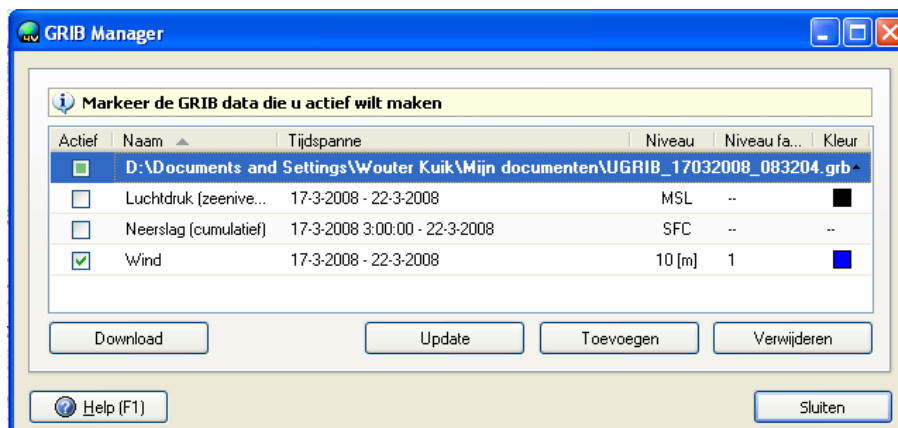 GRIB Manager
Markeer de GRIB data die u actief wilt maken
Actief Naam Tijdspanne Niveau Niveau fa... Kleur
D:\Documents and Settings\Wouter Kuik\Mijn documenten\UGRIB_17032008_083204.grb
Luchtdruk (zeenive... 17-3-2008 - 22-3-2008 MSL --
Neerslag (cumulatief) 17-3-2008 3:00:00 - 22-3-2008 SFC -- --
Wind 17-3-2008 - 22-3-2008 10 [m] 1
Download Update Toevoegen Verwijderen
Help (F1) Sluiten